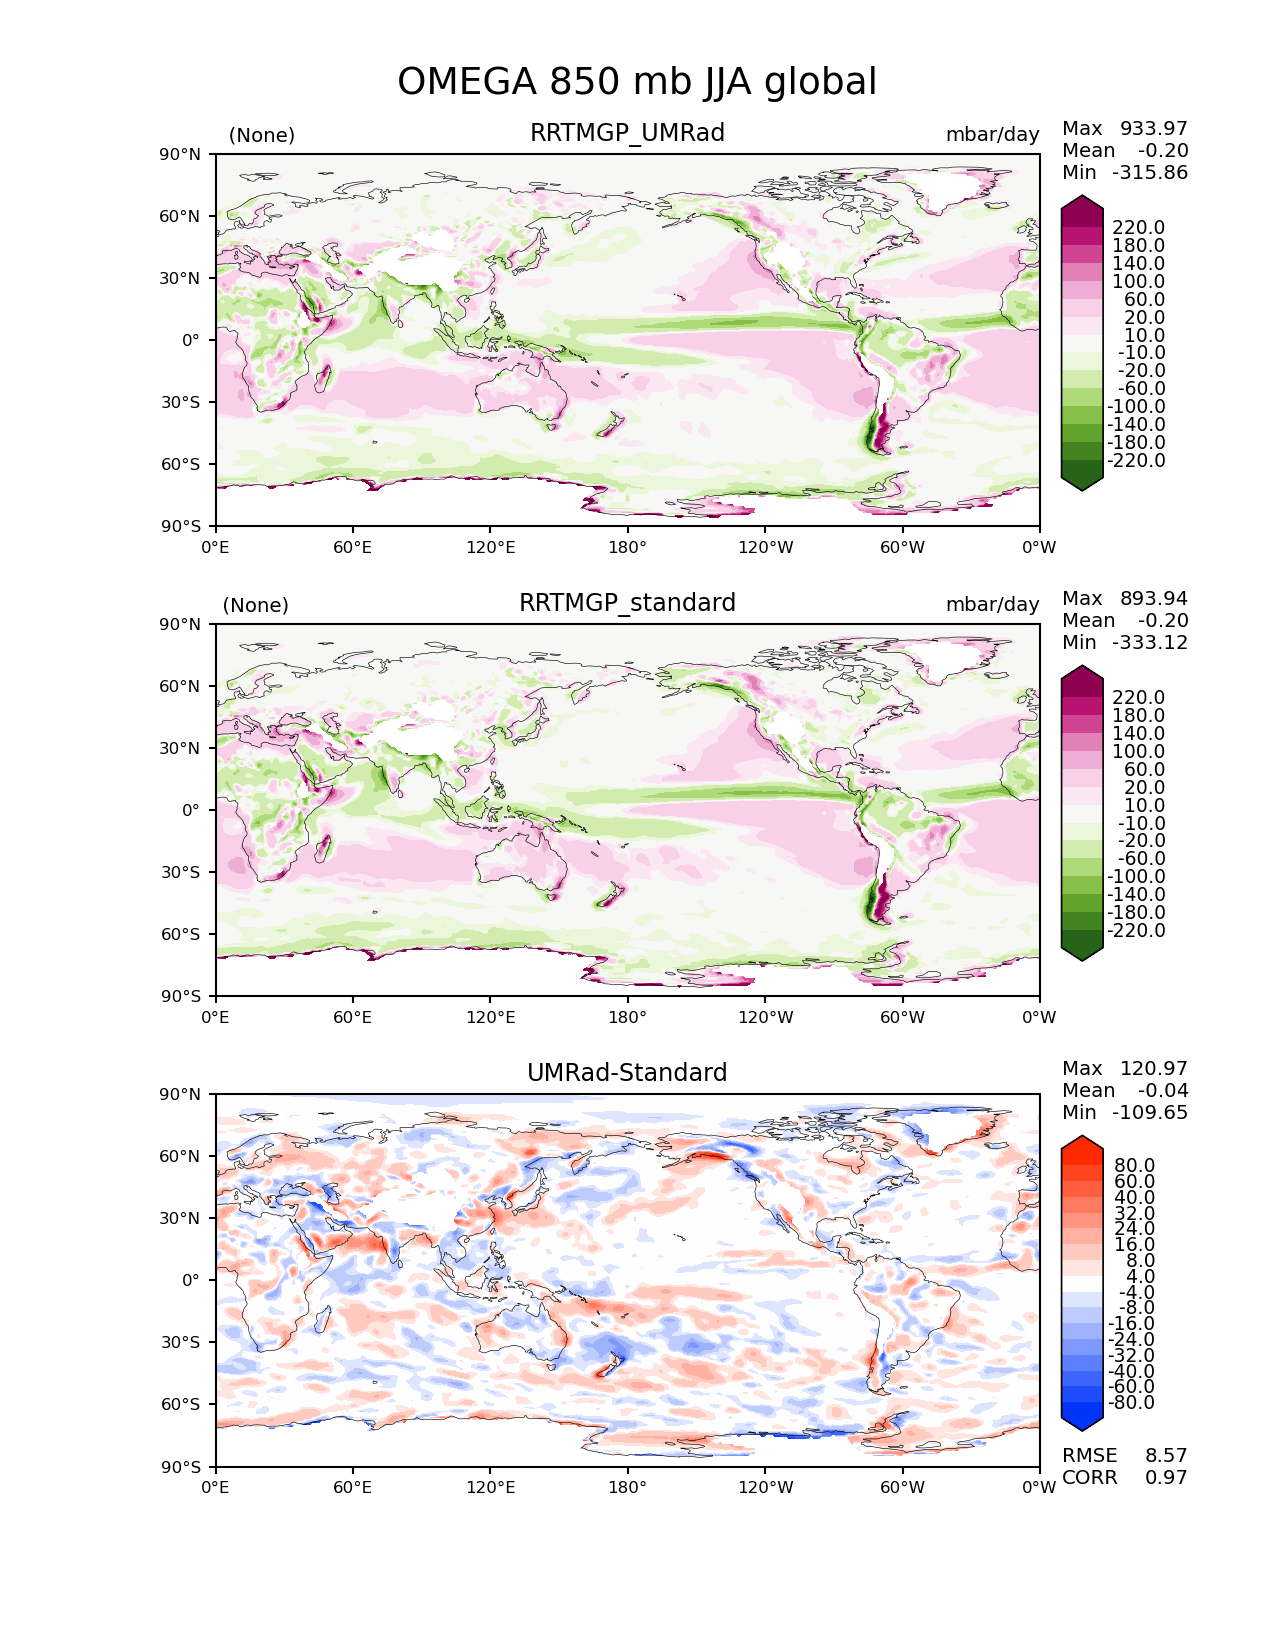 OMEGA 850 mb JJA global
(None) RRTMGP_UMRad mbar/day
Max 933.97
Mean -0.20
Min -315.86
90°N
60°N
30°N
0°
30°S
60°S
90°S
0°E 60°E 120°E 180° 120°W 60°W 0°W
220.0
180.0
140.0
100.0
60.0
20.0
10.0
-10.0
-20.0
-60.0
-100.0
-140.0
-180.0
-220.0
(None) RRTMGP_standard mbar/day
Max 893.94
Mean -0.20
Min -333.12
90°N
60°N
30°N
0°
30°S
60°S
90°S
0°E 60°E 120°E 180° 120°W 60°W 0°W
220.0
180.0
140.0
100.0
60.0
20.0
10.0
-10.0
-20.0
-60.0
-100.0
-140.0
-180.0
-220.0
UMRad-Standard
Max 120.97
Mean -0.04
Min -109.65
90°N
60°N
30°N
0°
30°S
60°S
90°S
0°E 60°E 120°E 180° 120°W 60°W 0°W
80.0
60.0
40.0
32.0
24.0
16.0
8.0
4.0
-4.0
-8.0
-16.0
-24.0
-32.0
-40.0
-60.0
-80.0
RMSE 8.57
CORR 0.97